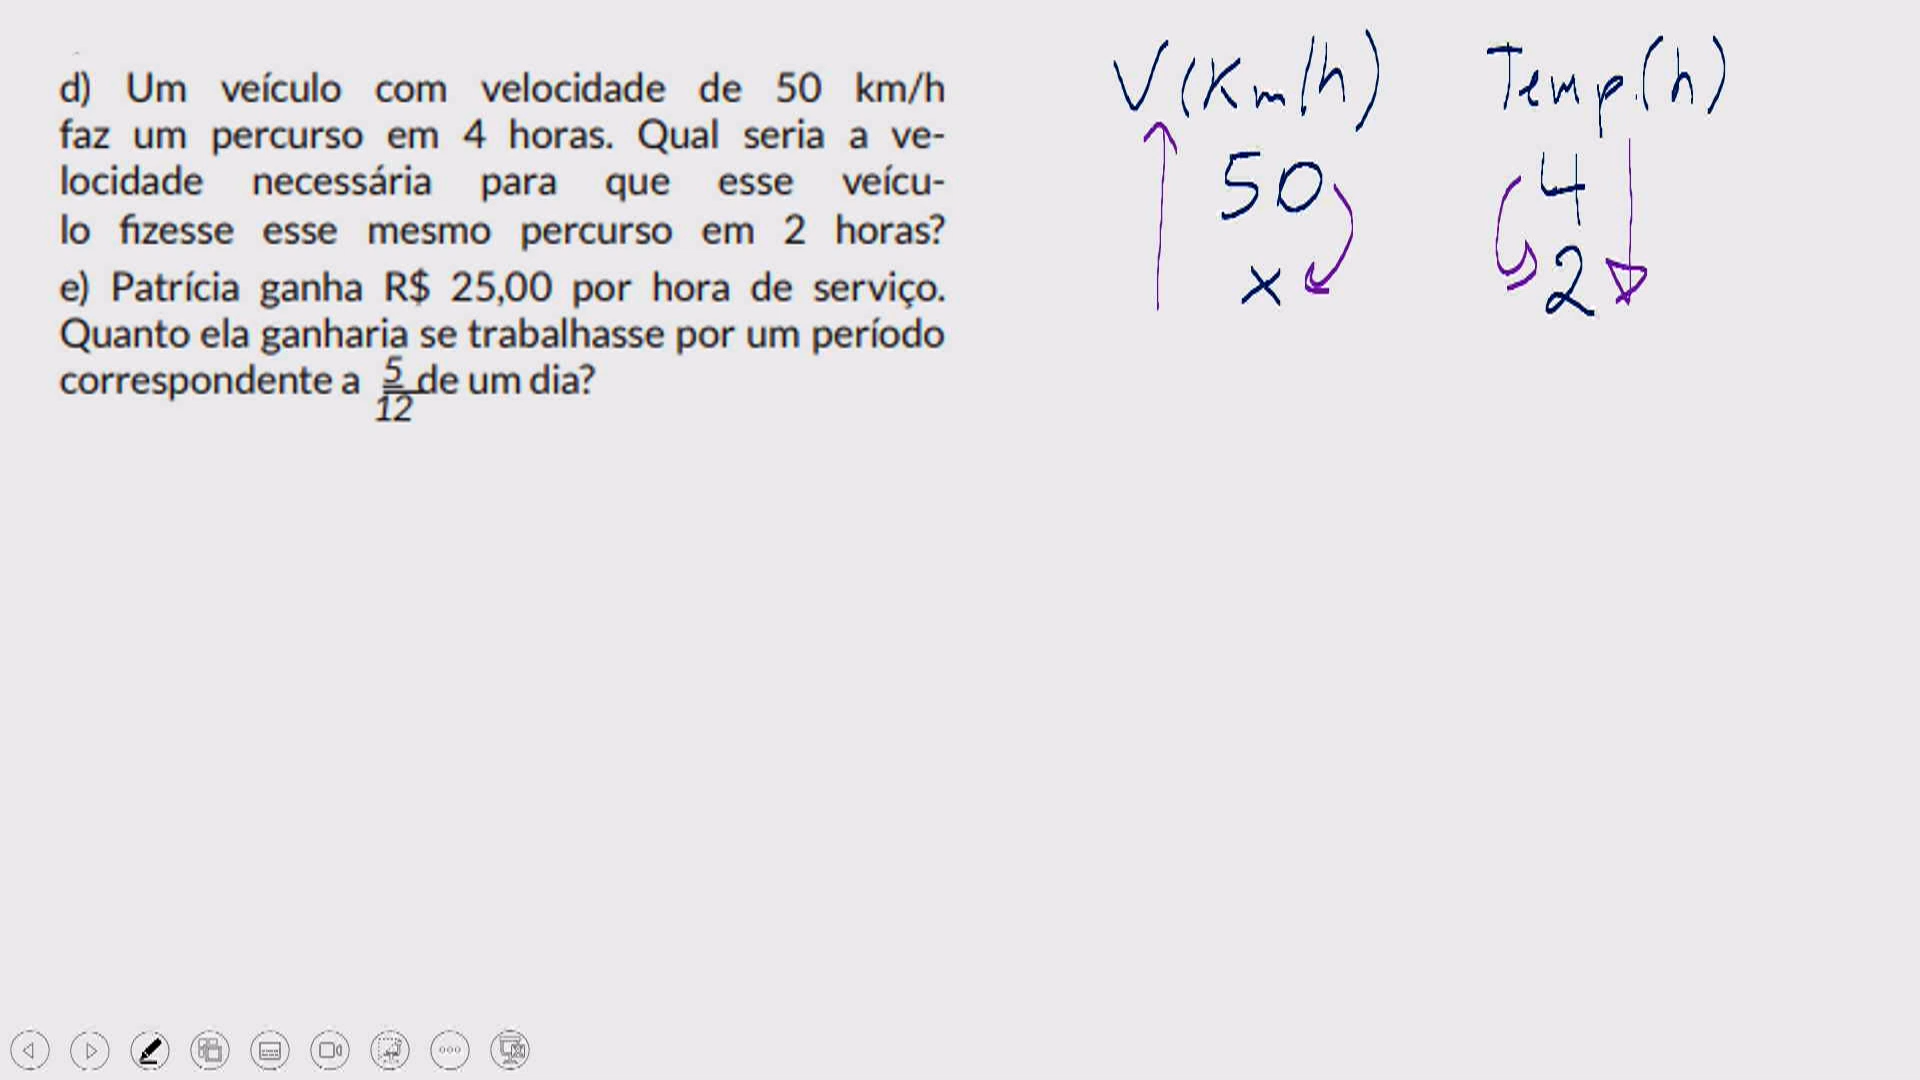 d) Um veículo com velocidade de 50 km/h
faz um percurso em 4 horas. Qual seria a ve-
locidade necessária para que esse veícu-
lo fizesse esse mesmo percurso em 2 horas?
e) Patrícia ganha R$ 25,00 por hora de serviço.
Quanto ela ganharia se trabalhasse por um período
correspondente a 5/12 de um dia?
V(Km/h) Temp.(h)
50 4
x 2